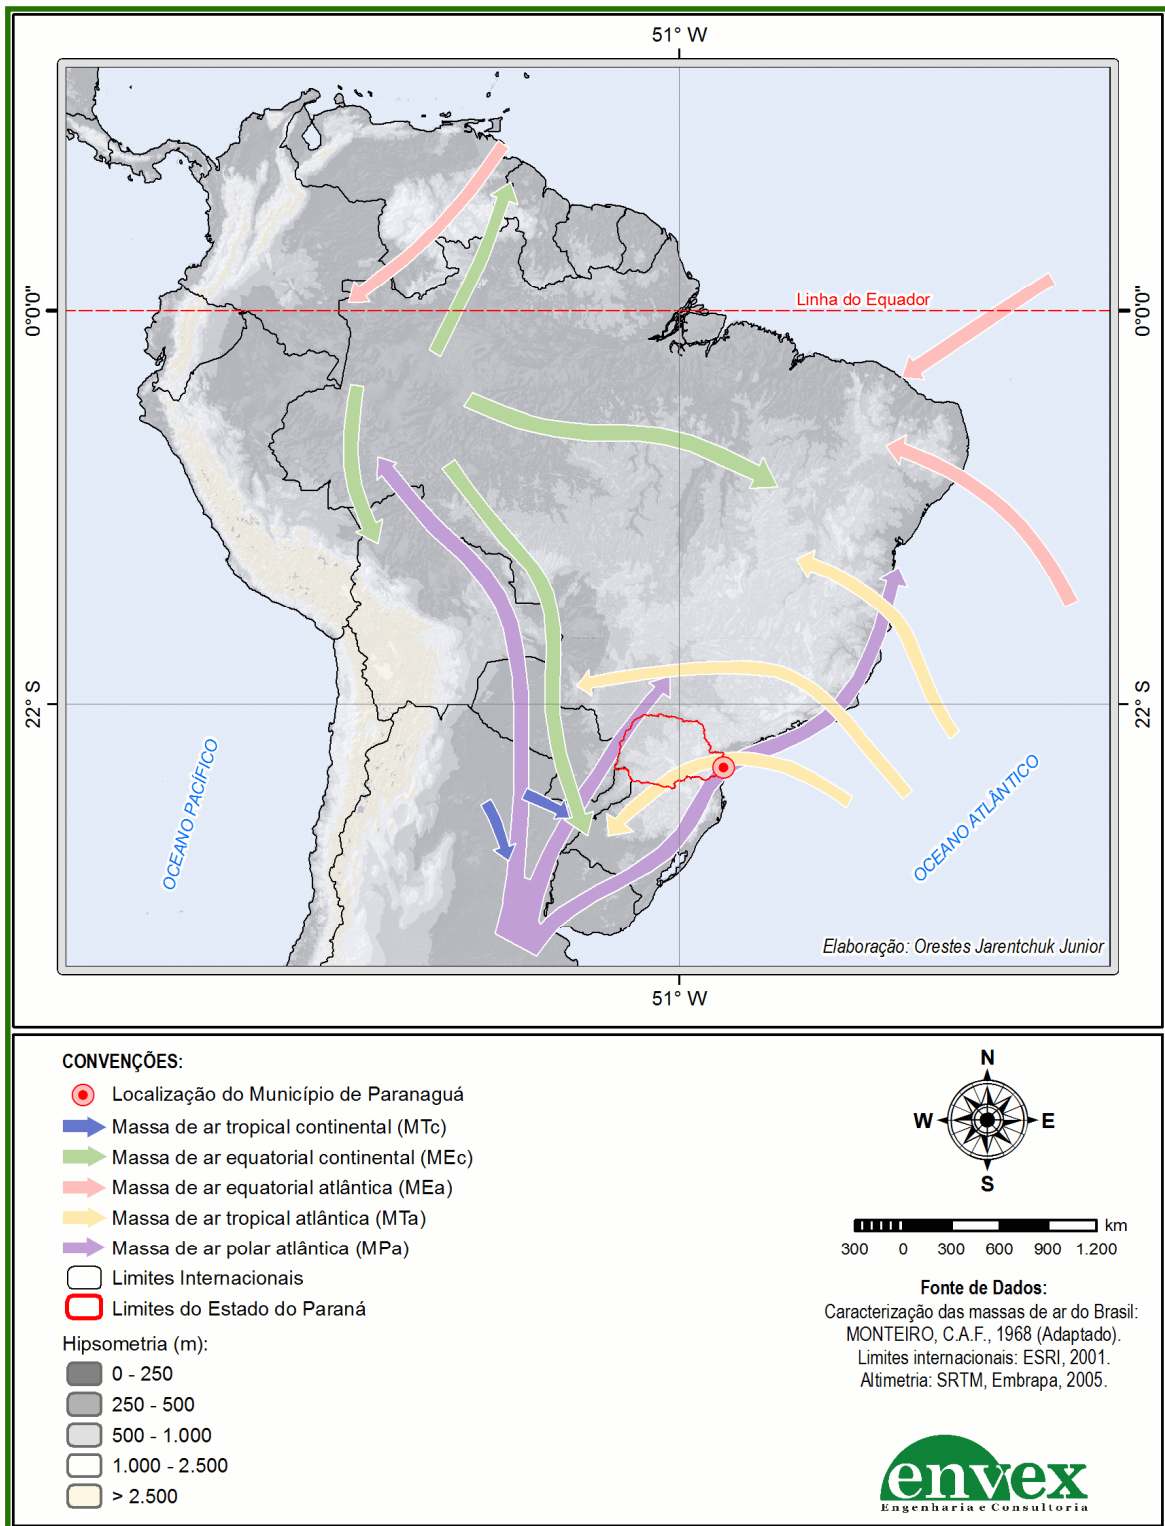 51° W
Linha do Equador
0°0'0"
0°0'0"
22° S
22° S
OCEANO PACÍFICO
OCEANO ATLÂNTICO
Elaboração: Orestes Jarentchuk Junior
51° W
CONVENÇÕES:
Localização do Município de Paranaguá
Massa de ar tropical continental (MTc)
Massa de ar equatorial continental (MEc)
Massa de ar equatorial atlântica (MEa)
Massa de ar tropical atlântica (MTa)
Massa de ar polar atlântica (MPa)
Limites Internacionais
Limites do Estado do Paraná
Hipsometria (m):
0 - 250
250 - 500
500 - 1.000
1.000 - 2.500
> 2.500
N
W E
S
km
300 0 300 600 900 1.200
Fonte de Dados:
Caracterização das massas de ar do Brasil:
MONTEIRO, C.A.F., 1968 (Adaptado).
Limites internacionais: ESRI, 2001.
Altimetria: SRTM, Embrapa, 2005.
envex
Engenharia e Consultoria